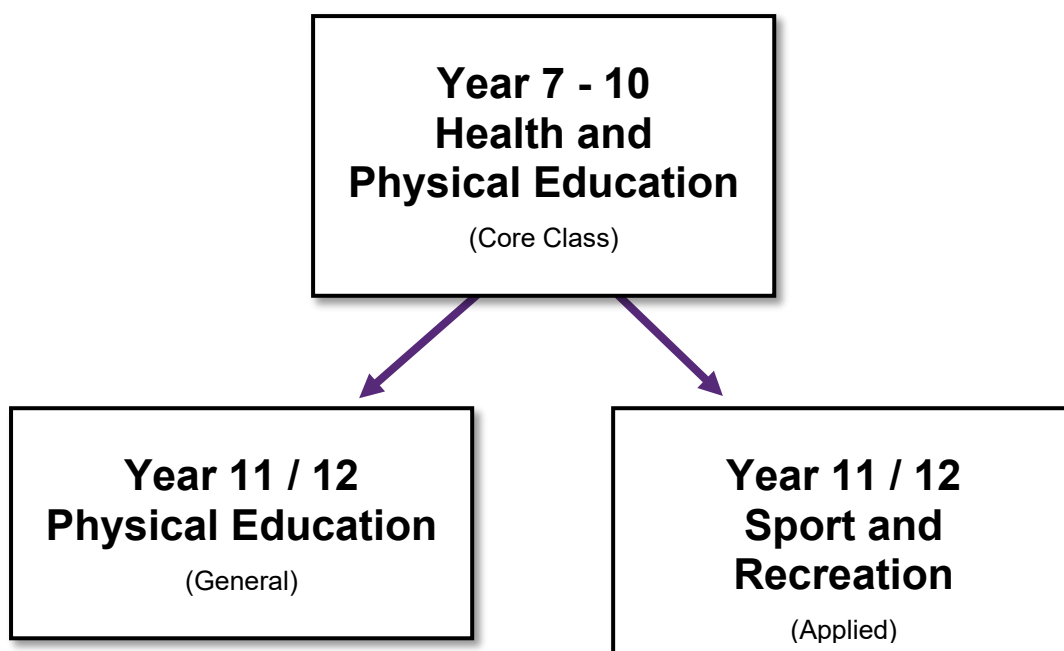 Year 7 - 10
Health and
Physical Education
(Core Class)
Year 11 / 12
Physical Education
(General)
Year 11 / 12
Sport and
Recreation
(Applied)